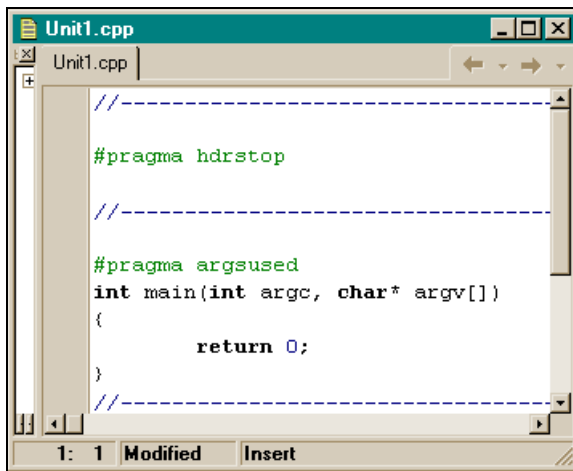 Unit1.cpp
Unit1.cpp
//-----------------------------------
#pragma hdrstop
//-----------------------------------
#pragma argsused
int main(int argc, char* argv[])
{
return 0;
}
//-----------------------------------
1: 1 Modified Insert